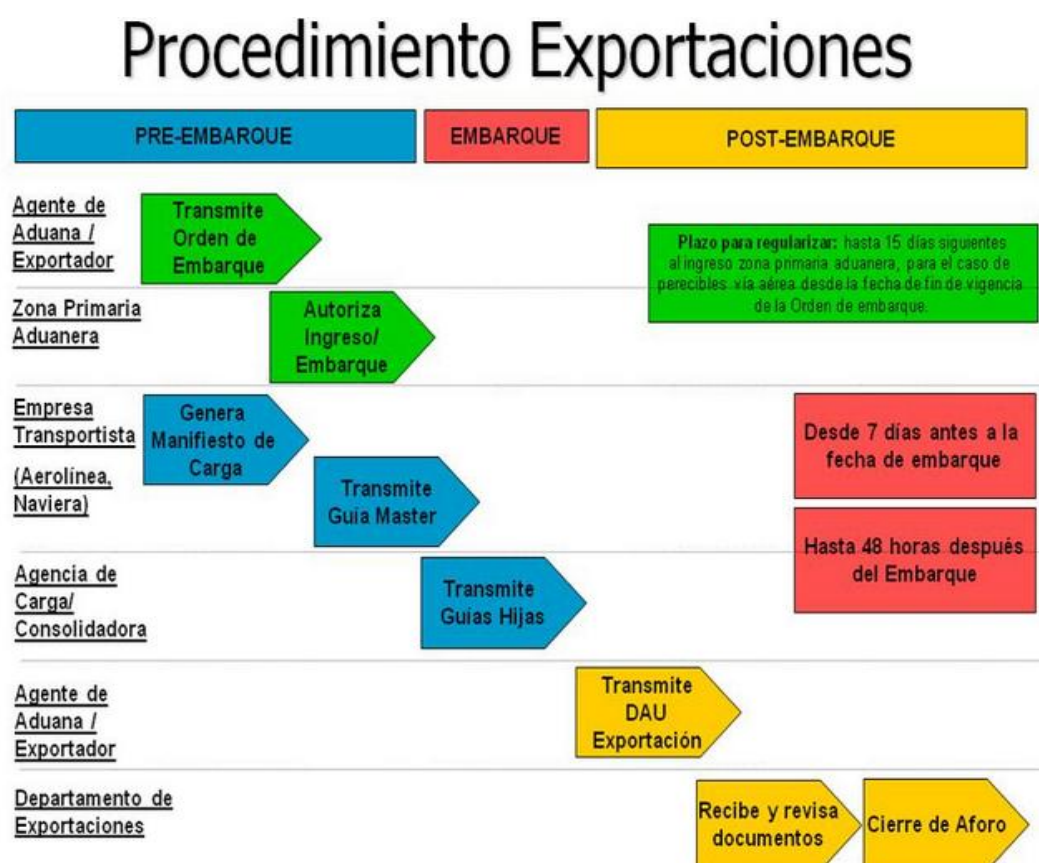 Procedimiento Exportaciones
PRE-EMBARQUE
EMBARQUE
POST-EMBARQUE
Agente de
Aduana /
Exportador
Transmite
Orden de
Embarque
Plazo para regularizar: hasta 15 días siguientes
al ingreso zona primaria aduanera, para el caso de
perecibles vía aérea desde la fecha de fin de vigencia
de la Orden de embarque.
Zona Primaria
Aduanera
Autoriza
Ingreso/
Embarque
Empresa
Transportista
(Aerolínea,
Naviera)
Genera
Manifiesto de
Carga
Transmite
Guía Master
Desde 7 días antes a la
fecha de embarque
Hasta 48 horas después
del Embarque
Agencia de
Carga/
Consolidadora
Transmite
Guías Hijas
Agente de
Aduana /
Exportador
Transmite
DAU
Exportación
Departamento de
Exportaciones
Recibe y revisa
documentos
Cierre de Aforo